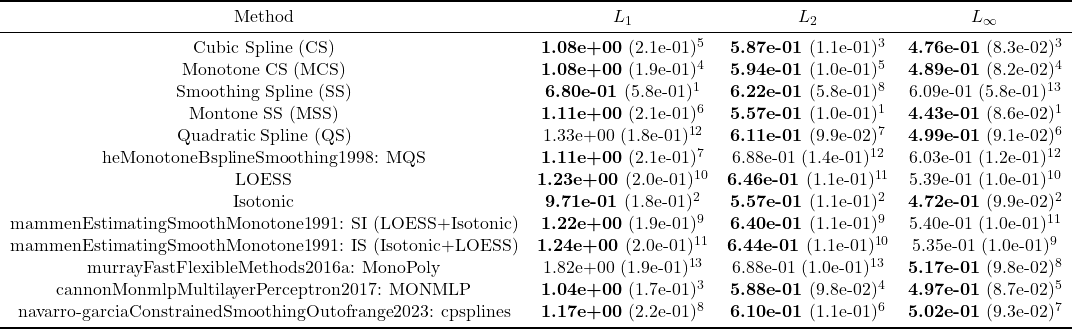 Method L₁ L₂ L∞
Cubic Spline (CS) 1.08e+00 (2.1e-01)⁵ 5.87e-01 (1.1e-01)³ 4.76e-01 (8.3e-02)³
Monotone CS (MCS) 1.08e+00 (1.9e-01)⁴ 5.94e-01 (1.0e-01)⁵ 4.89e-01 (8.2e-02)⁴
Smoothing Spline (SS) 6.80e-01 (5.8e-01)¹ 6.22e-01 (5.8e-01)⁸ 6.09e-01 (5.8e-01)¹³
Montone SS (MSS) 1.11e+00 (2.1e-01)⁶ 5.57e-01 (1.0e-01)¹ 4.43e-01 (8.6e-02)¹
Quadratic Spline (QS) 1.33e+00 (1.8e-01)¹² 6.11e-01 (9.9e-02)⁷ 4.99e-01 (9.1e-02)⁶
heMonotoneBsplineSmoothing1998: MQS 1.11e+00 (2.1e-01)⁷ 6.88e-01 (1.4e-01)¹² 6.03e-01 (1.2e-01)¹²
LOESS 1.23e+00 (2.0e-01)¹⁰ 6.46e-01 (1.1e-01)¹¹ 5.39e-01 (1.0e-01)¹⁰
Isotonic 9.71e-01 (1.8e-01)² 5.57e-01 (1.1e-01)² 4.72e-01 (9.9e-02)²
mammenEstimatingSmoothMonotone1991: SI (LOESS+Isotonic) 1.22e+00 (1.9e-01)⁹ 6.40e-01 (1.1e-01)⁹ 5.40e-01 (1.0e-01)¹¹
mammenEstimatingSmoothMonotone1991: IS (Isotonic+LOESS) 1.24e+00 (2.0e-01)¹¹ 6.44e-01 (1.1e-01)¹⁰ 5.35e-01 (1.0e-01)⁹
murrayFastFlexibleMethods2016a: MonoPoly 1.82e+00 (1.9e-01)¹³ 6.88e-01 (1.0e-01)¹³ 5.17e-01 (9.8e-02)⁸
cannonMonmlpMultilayerPerceptron2017: MONMLP 1.04e+00 (1.7e-01)³ 5.88e-01 (9.8e-02)⁴ 4.97e-01 (8.7e-02)⁵
navarro-garciaConstrainedSmoothingOutofrange2023: cpsplines 1.17e+00 (2.2e-01)⁸ 6.10e-01 (1.1e-01)⁶ 5.02e-01 (9.3e-02)⁷